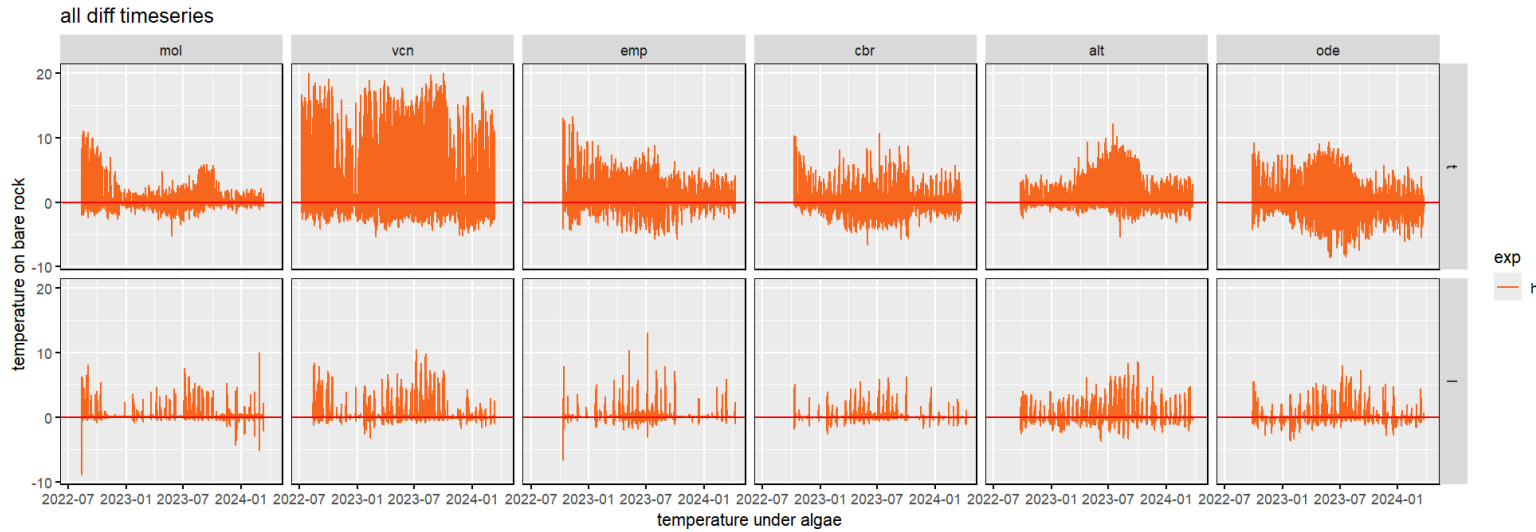 all diff timeseries
mol vcn emp cbr alt ode
20
10
0
-10
t
20
10
0
-10
l
temperature on bare rock
2022-07 2023-01 2023-07 2024-01 2022-07 2023-01 2023-07 2024-01 2022-07 2023-01 2023-07 2024-01 2022-07 2023-01 2023-07 2024-01 2022-07 2023-01 2023-07 2024-01 2022-07 2023-01 2023-07 2024-01
temperature under algae
exp
h